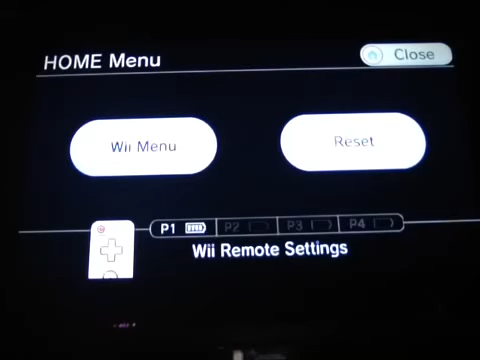 HOME Menu
Close
Wii Menu
Reset
P1 P2 P3 P4
Wii Remote Settings